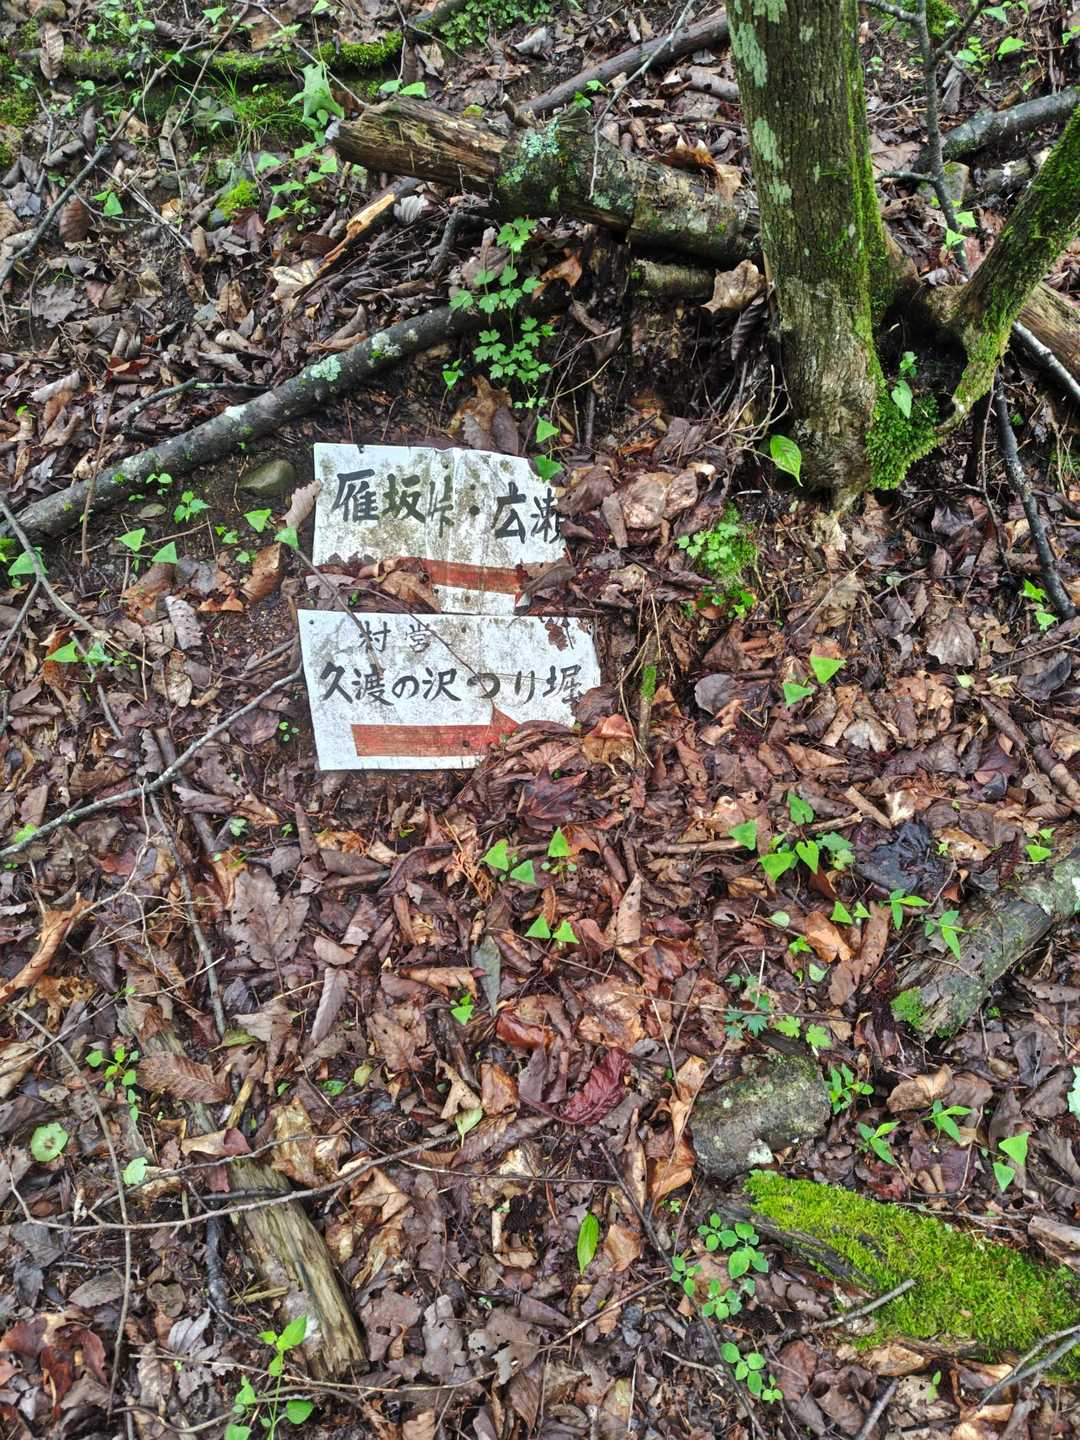 雁坂峠・広瀬
村営
久渡の沢つり堀